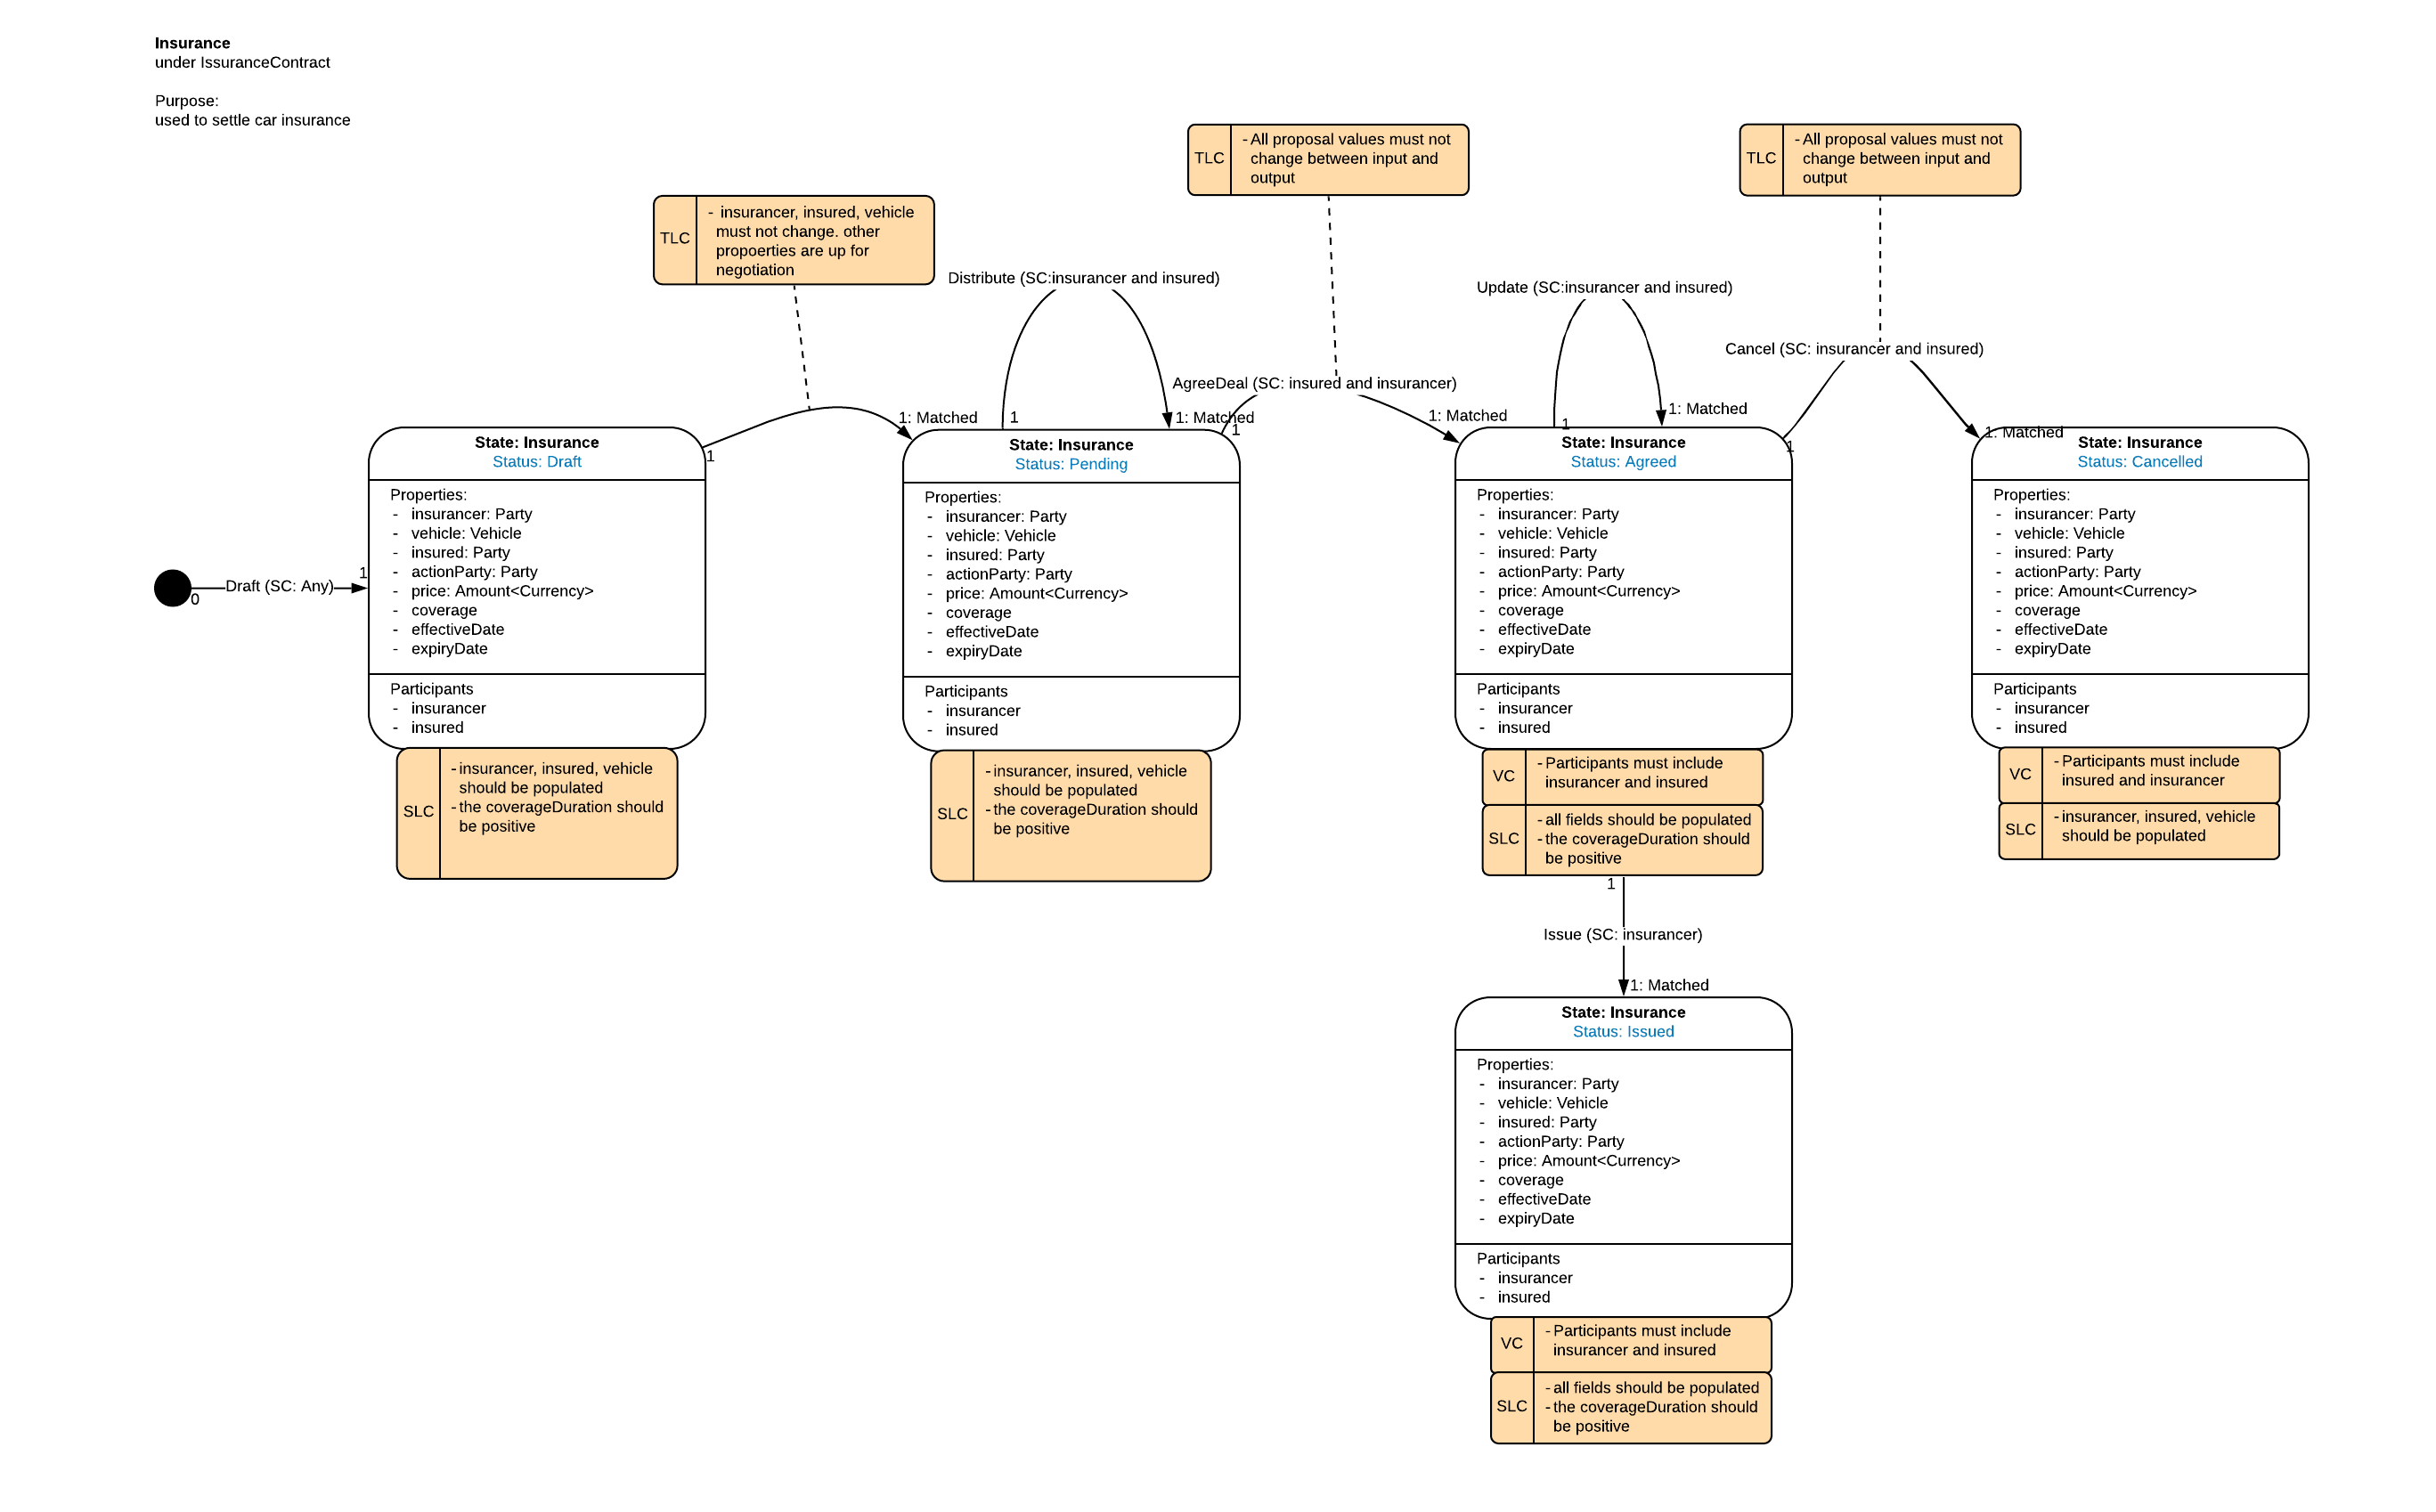 Insurance
under IssuranceContract
Purpose:
used to settle car insurance
TLC
- insurancer, insured, vehicle
must not change. other
propoerties are up for
negotiation
TLC
- All proposal values must not
change between input and
output
TLC
- All proposal values must not
change between input and
output
Distribute (SC:insurancer and insured)
Update (SC:insurancer and insured)
Cancel (SC: insurancer and insured)
AgreeDeal (SC: insured and insurancer)
1
1: Matched
1
1: Matched
1
1: Matched
1
1: Matched
1
1: Matched
0
Draft (SC: Any)
1
State: Insurance
Status: Draft
Properties:
- insurancer: Party
- vehicle: Vehicle
- insured: Party
- actionParty: Party
- price: Amount<Currency>
- coverage
- effectiveDate
- expiryDate
Participants
- insurancer
- insured
SLC
- insurancer, insured, vehicle
should be populated
- the coverageDuration should
be positive
State: Insurance
Status: Pending
Properties:
- insurancer: Party
- vehicle: Vehicle
- insured: Party
- actionParty: Party
- price: Amount<Currency>
- coverage
- effectiveDate
- expiryDate
Participants
- insurancer
- insured
SLC
- insurancer, insured, vehicle
should be populated
- the coverageDuration should
be positive
State: Insurance
Status: Agreed
Properties:
- insurancer: Party
- vehicle: Vehicle
- insured: Party
- actionParty: Party
- price: Amount<Currency>
- coverage
- effectiveDate
- expiryDate
Participants
- insurancer
- insured
VC
- Participants must include
insurancer and insured
SLC
- all fields should be populated
- the coverageDuration should
be positive
State: Insurance
Status: Cancelled
Properties:
- insurancer: Party
- vehicle: Vehicle
- insured: Party
- actionParty: Party
- price: Amount<Currency>
- coverage
- effectiveDate
- expiryDate
Participants
- insurancer
- insured
VC
- Participants must include
insured and insurancer
SLC
- insurancer, insured, vehicle
should be populated
1
Issue (SC: insurancer)
1: Matched
State: Insurance
Status: Issued
Properties:
- insurancer: Party
- vehicle: Vehicle
- insured: Party
- actionParty: Party
- price: Amount<Currency>
- coverage
- effectiveDate
- expiryDate
Participants
- insurancer
- insured
VC
- Participants must include
insurancer and insured
SLC
- all fields should be populated
- the coverageDuration should
be positive